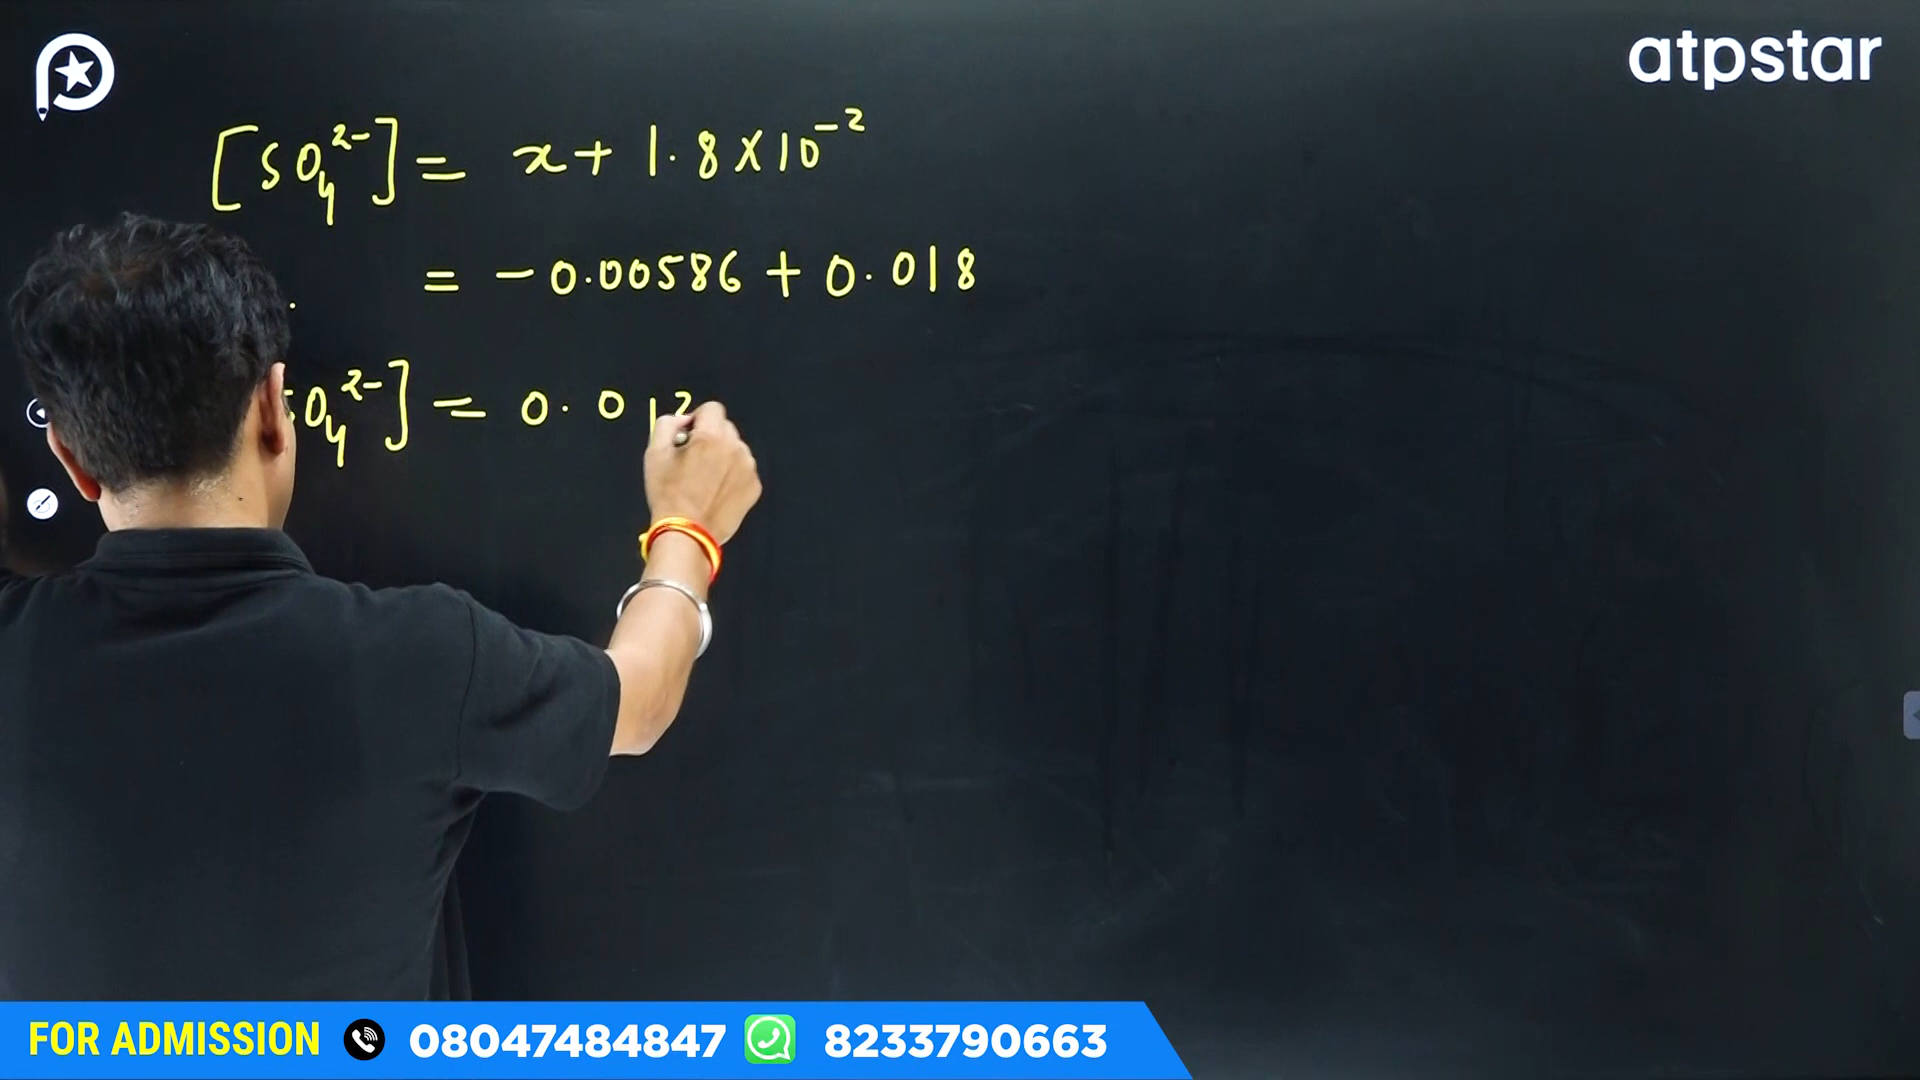 atpstar
[SO₄²⁻] = x + 1.8 × 10⁻²
= - 0.00586 + 0.018
O₄²⁻] = 0.012
FOR ADMISSION 08047484847 8233790663